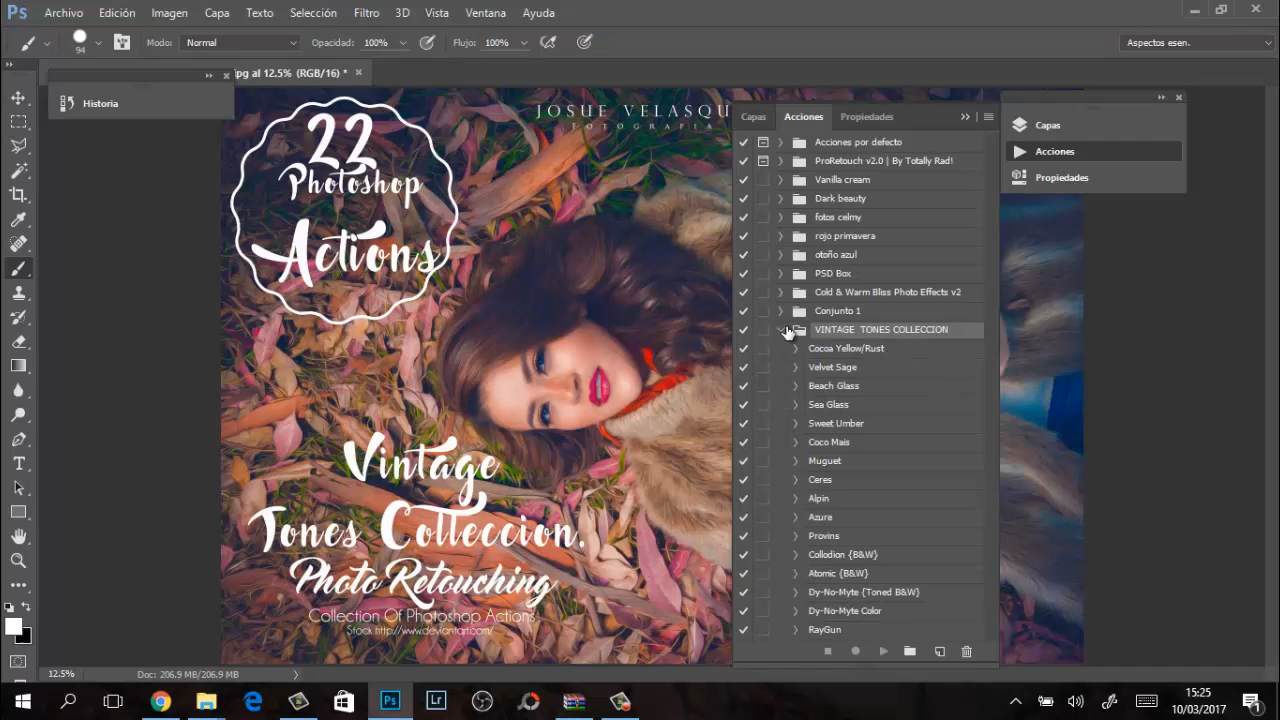 Ps Archivo Edición Imagen Capa Texto Selección Filtro 3D Vista Ventana Ayuda
94 Modo: Normal Opacidad: 100% Flujo: 100% Aspectos esen.
jpg al 12.5% (RGB/16) *
Historia
22
Photoshop
Actions
JOSUE VELASQU
FOTOGRAFIA
Vintage
Tones Colleccion.
Photo Retouching
Collection Of Photoshop Actions
Stock http://www.deviantart.com/
Capas Acciones Propiedades
Acciones por defecto
ProRetouch v2.0 | By Totally Rad!
Vanilla cream
Dark beauty
fotos celmy
rojo primavera
otoño azul
PSD Box
Cold & Warm Bliss Photo Effects v2
Conjunto 1
VINTAGE TONES COLLECCION
Cocoa Yellow/Rust
Velvet Sage
Beach Glass
Sea Glass
Sweet Umber
Coco Mais
Muguet
Ceres
Alpin
Azure
Provins
Collodion {B&W}
Atomic {B&W}
Dy-No-Myte {Toned B&W}
Dy-No-Myte Color
RayGun
Capas
Acciones
Propiedades
12.5% Doc: 206.9 MB/206.9 MB
Ps Lr
15:25
10/03/2017
1